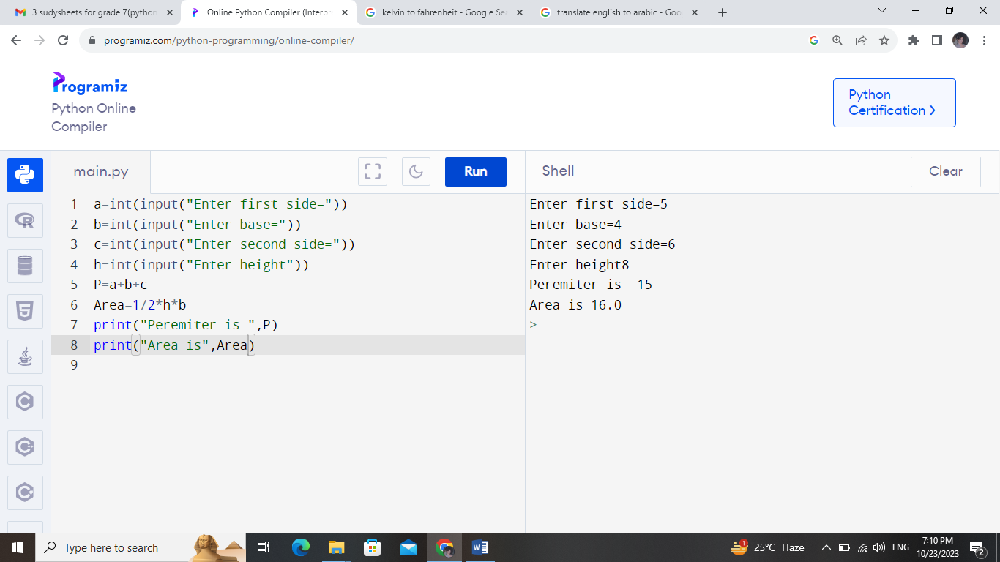 3 sudysheets for grade 7(python
Online Python Compiler (Interpr
kelvin to fahrenheit - Google Sea
translate english to arabic - Goo
programiz.com/python-programming/online-compiler/
Programiz
Python Online
Compiler
Python
Certification
main.py
Run
Shell
Clear
1 a=int(input("Enter first side="))
2 b=int(input("Enter base="))
3 c=int(input("Enter second side="))
4 h=int(input("Enter height"))
5 P=a+b+c
6 Area=1/2*h*b
7 print("Peremiter is ",P)
8 print("Area is",Area)
9
Enter first side=5
Enter base=4
Enter second side=6
Enter height8
Peremiter is  15
Area is 16.0
>
Type here to search
1
25°C Haze
ENG
7:10 PM
10/23/2023
2